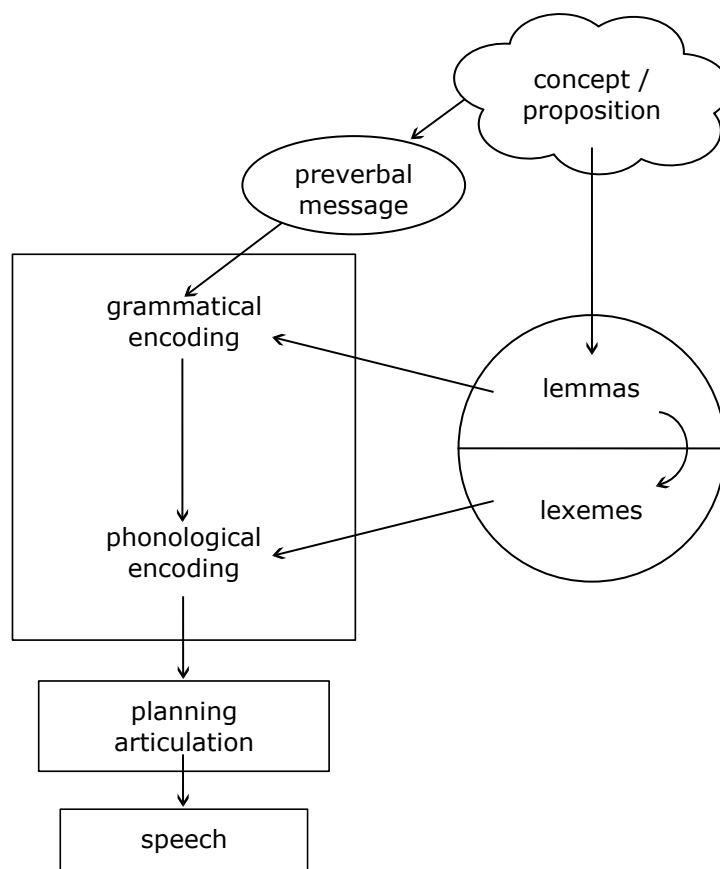 concept /
proposition
preverbal
message
grammatical
encoding
lemmas
lexemes
phonological
encoding
planning
articulation
speech